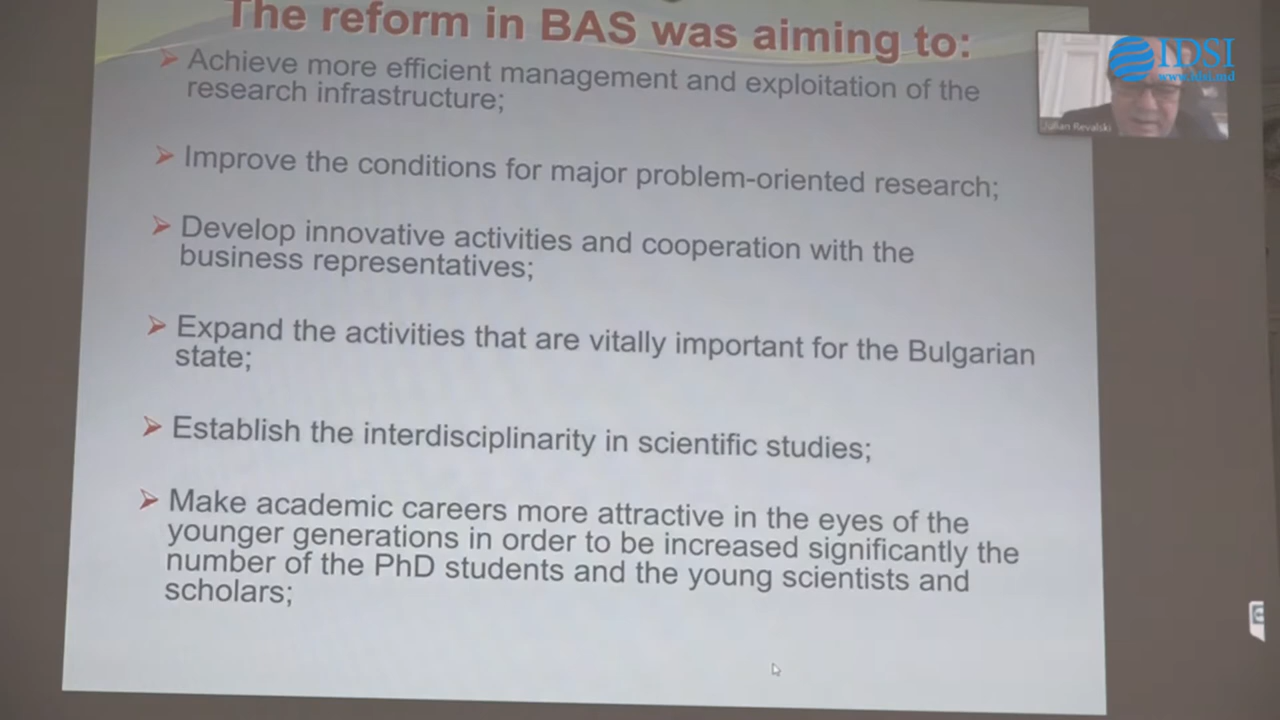 The reform in BAS was aiming to:
Achieve more efficient management and exploitation of the
research infrastructure;
Improve the conditions for major problem-oriented research;
Develop innovative activities and cooperation with the
business representatives;
Expand the activities that are vitally important for the Bulgarian
state;
Establish the interdisciplinarity in scientific studies;
Make academic careers more attractive in the eyes of the
younger generations in order to be increased significantly the
number of the PhD students and the young scientists and
scholars;
IDSI
www.idsi.md
Julian Revalski